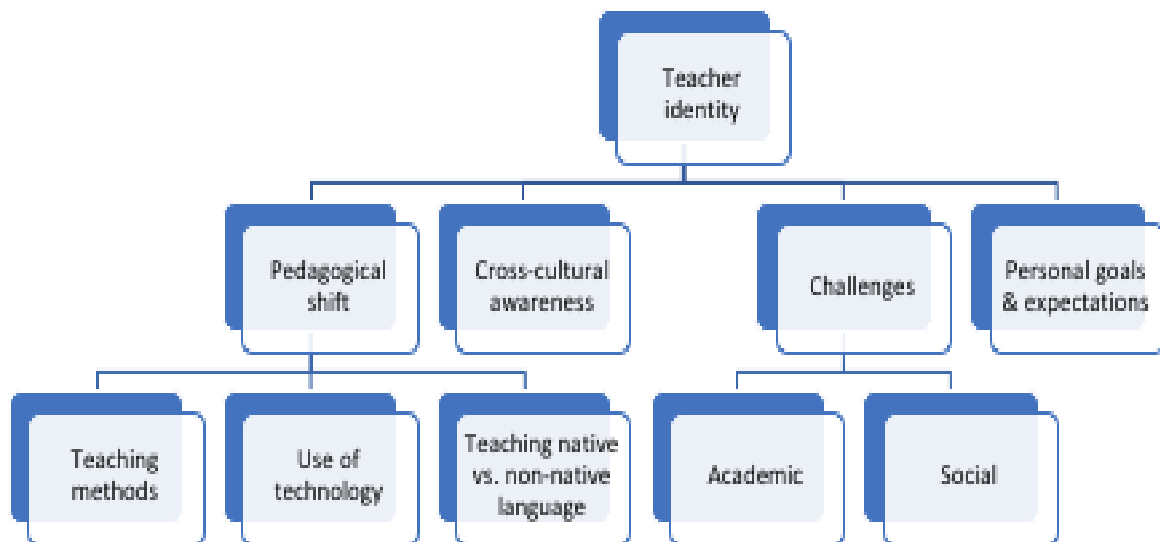 Teacher
identity
Pedagogical
shift
Cross-cultural
awareness
Challenges
Personal goals
& expectations
Teaching
methods
Use of
technology
Teaching native
vs. non-native
language
Academic
Social